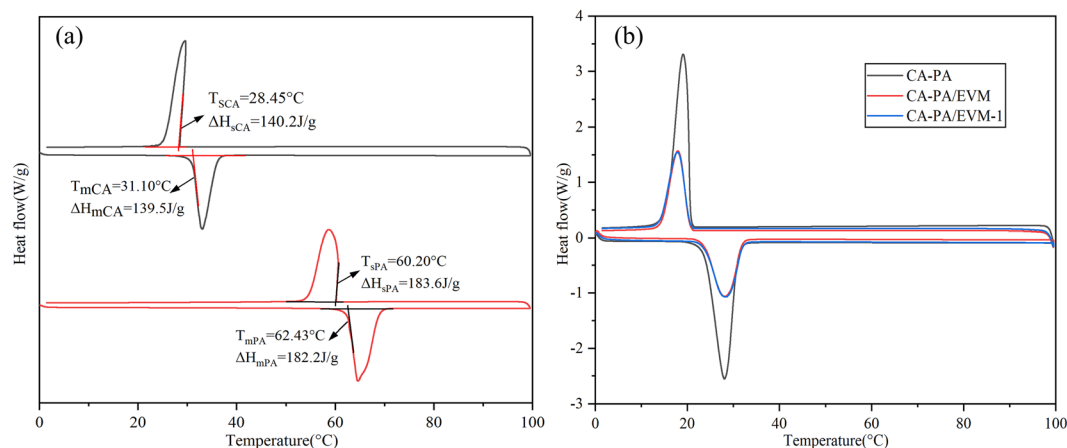 (a)
Heat flow(W/g)
T_SCA=28.45°C
ΔH_sCA=140.2J/g
T_mCA=31.10°C
ΔH_mCA=139.5J/g
T_sPA=60.20°C
ΔH_sPA=183.6J/g
T_mPA=62.43°C
ΔH_mPA=182.2J/g
0 20 40 60 80 100
Temperature(°C)
(b)
Heat flow(W/g)
4
3
2
1
0
-1
-2
-3
CA-PA
CA-PA/EVM
CA-PA/EVM-1
0 20 40 60 80 100
Temperature(°C)